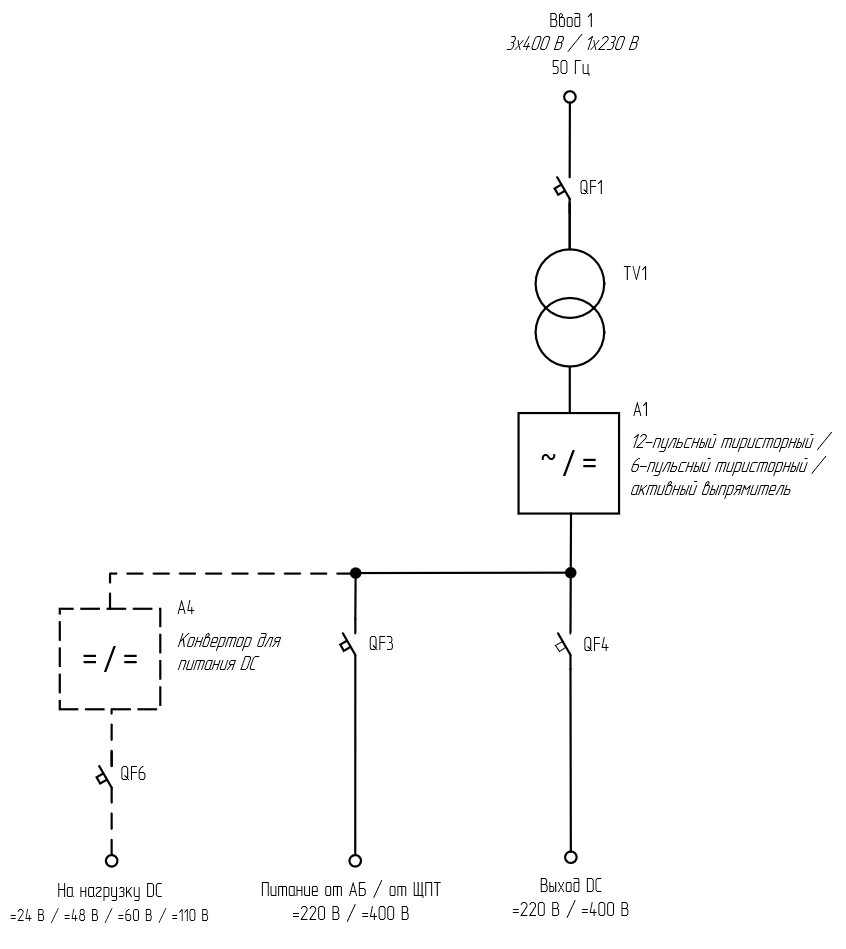 Ввод 1
3х400 В / 1х230 В
50 Гц
QF1
TV1
А1
12-пульсный тиристорный /
6-пульсный тиристорный /
активный выпрямитель
~ / =
А4
Конвертор для
питания DC
= / =
QF3
QF4
QF6
На нагрузку DC
=24 В / =48 В / =60 В / =110 В
Питание от АБ / от ЩПТ
=220 В / =400 В
Выход DC
=220 В / =400 В